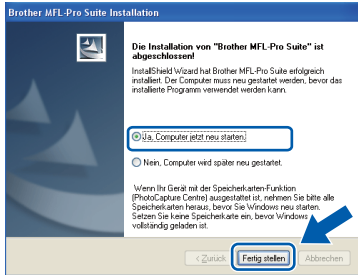 Brother MFL-Pro Suite Installation
Die Installation von "Brother MFL-Pro Suite" ist
abgeschlossen!
InstallShield Wizard hat Brother MFL-Pro Suite erfolgreich
installiert. Der Computer muss neu gestartet werden, bevor das
installierte Programm verwendet werden kann.
Ja, Computer jetzt neu starten.
Nein, Computer wird später neu gestartet.
Wenn Ihr Gerät mit der Speicherkarten-Funktion
(PhotoCapture Centre) ausgestattet ist, nehmen Sie bitte alle
Speicherkarten heraus, bevor Sie Windows neu starten.
Setzen Sie keine Speicherkarte ein, bevor Windows
vollständig geladen ist.
< Zurück
Fertig stellen
Abbrechen